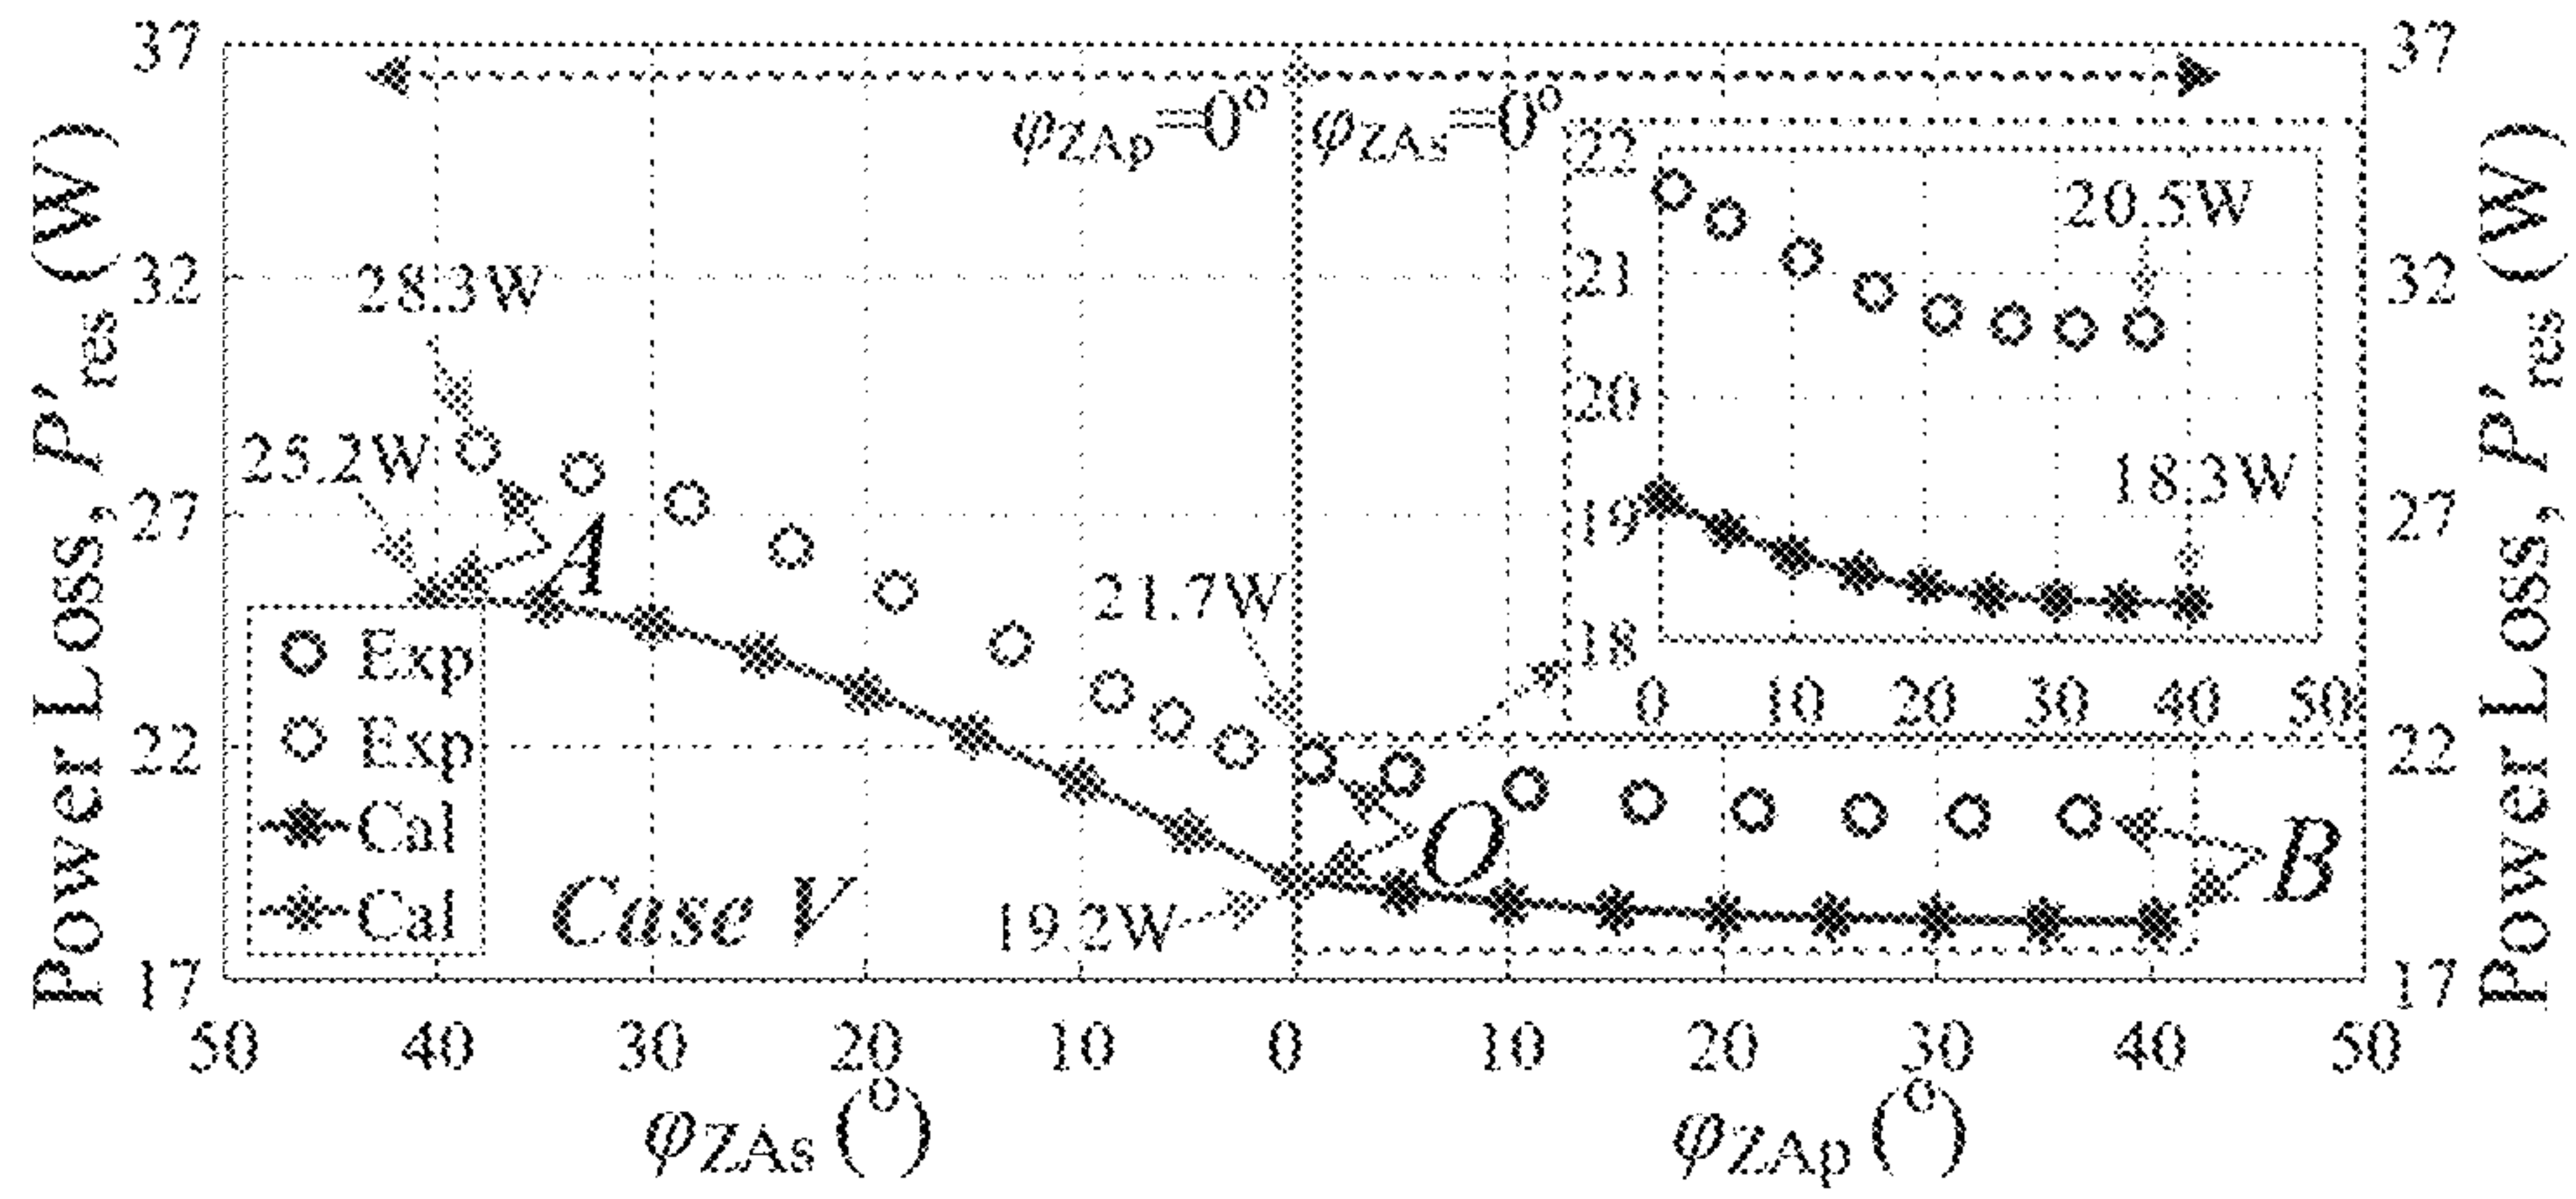 37
37
φZAp=0° φZAs=0°
22
20.5W
32
28.3W
21
32
20
25.2W
18.3W
27
19
27
A
21.7W
Exp
18
0 10 20 30 40 50
Exp
22
22
Cal
O
B
Cal
Case V
19.2W
17
17
50 40 30 20 10 0 10 20 30 40 50
φZAs (°)
φZAp (°)
Power Loss, P'res (W)
Power Loss, P'res (W)